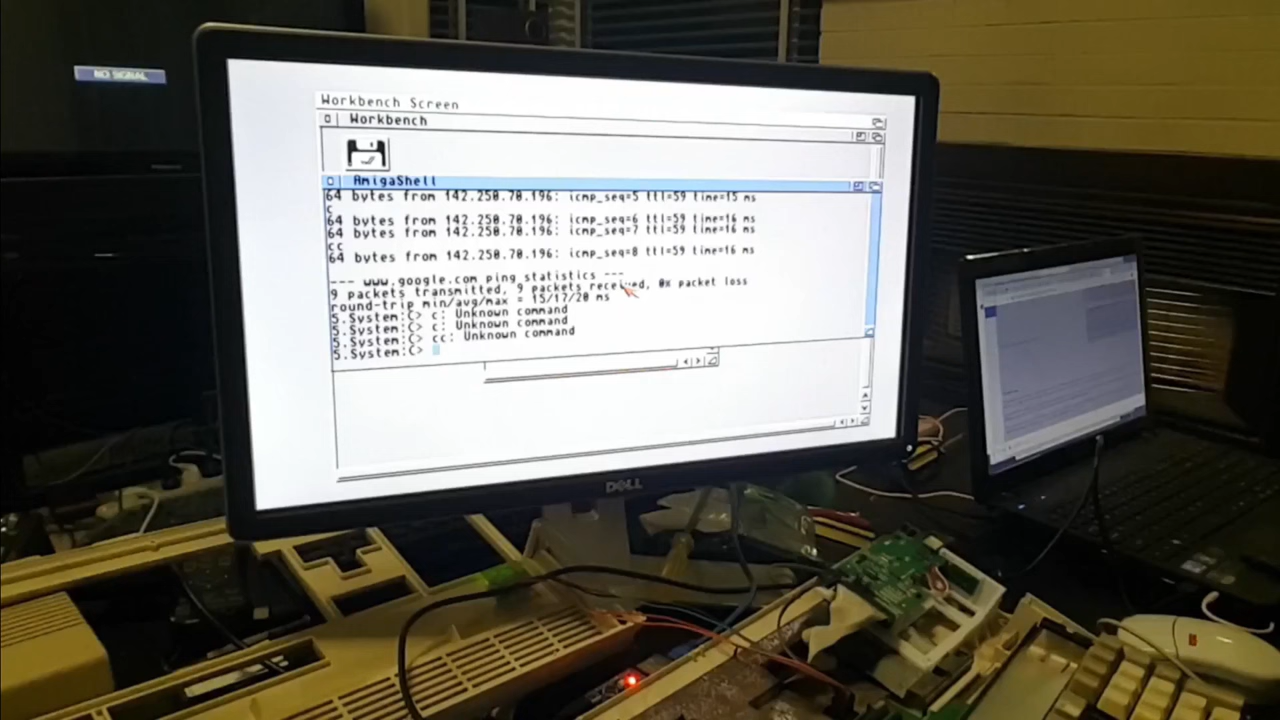 NO SIGNAL
Workbench Screen
Workbench
AmigaShell
64 bytes from 142.250.70.196: icmp_seq=5 ttl=59 time=15 ms
c
64 bytes from 142.250.70.196: icmp_seq=6 ttl=59 time=16 ms
64 bytes from 142.250.70.196: icmp_seq=7 ttl=59 time=16 ms
cc
64 bytes from 142.250.70.196: icmp_seq=8 ttl=59 time=16 ms
--- www.google.com ping statistics ---
9 packets transmitted, 9 packets received, 0% packet loss
round-trip min/avg/max = 15/17/20 ms
5.System:C> c: Unknown command
5.System:C> c: Unknown command
5.System:C> cc: Unknown command
5.System:C>
DELL